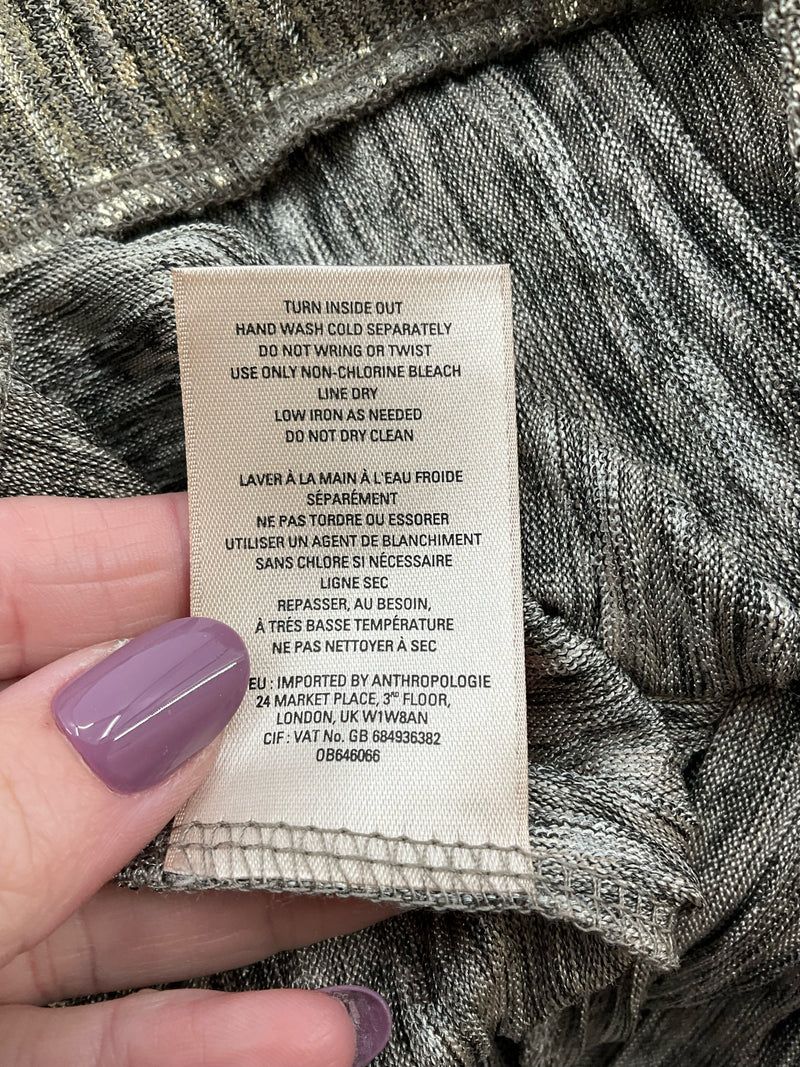 TURN INSIDE OUT
HAND WASH COLD SEPARATELY
DO NOT WRING OR TWIST
USE ONLY NON-CHLORINE BLEACH
LINE DRY
LOW IRON AS NEEDED
DO NOT DRY CLEAN
LAVER À LA MAIN À L'EAU FROIDE
SÉPARÉMENT
NE PAS TORDRE OU ESSORER
UTILISER UN AGENT DE BLANCHIMENT
SANS CHLORE SI NÉCESSAIRE
LIGNE SEC
REPASSER, AU BESOIN,
À TRÉS BASSE TEMPÉRATURE
NE PAS NETTOYER À SEC
EU : IMPORTED BY ANTHROPOLOGIE
24 MARKET PLACE, 3RD FLOOR,
LONDON, UK W1W8AN
CIF : VAT No. GB 684936382
OB646066